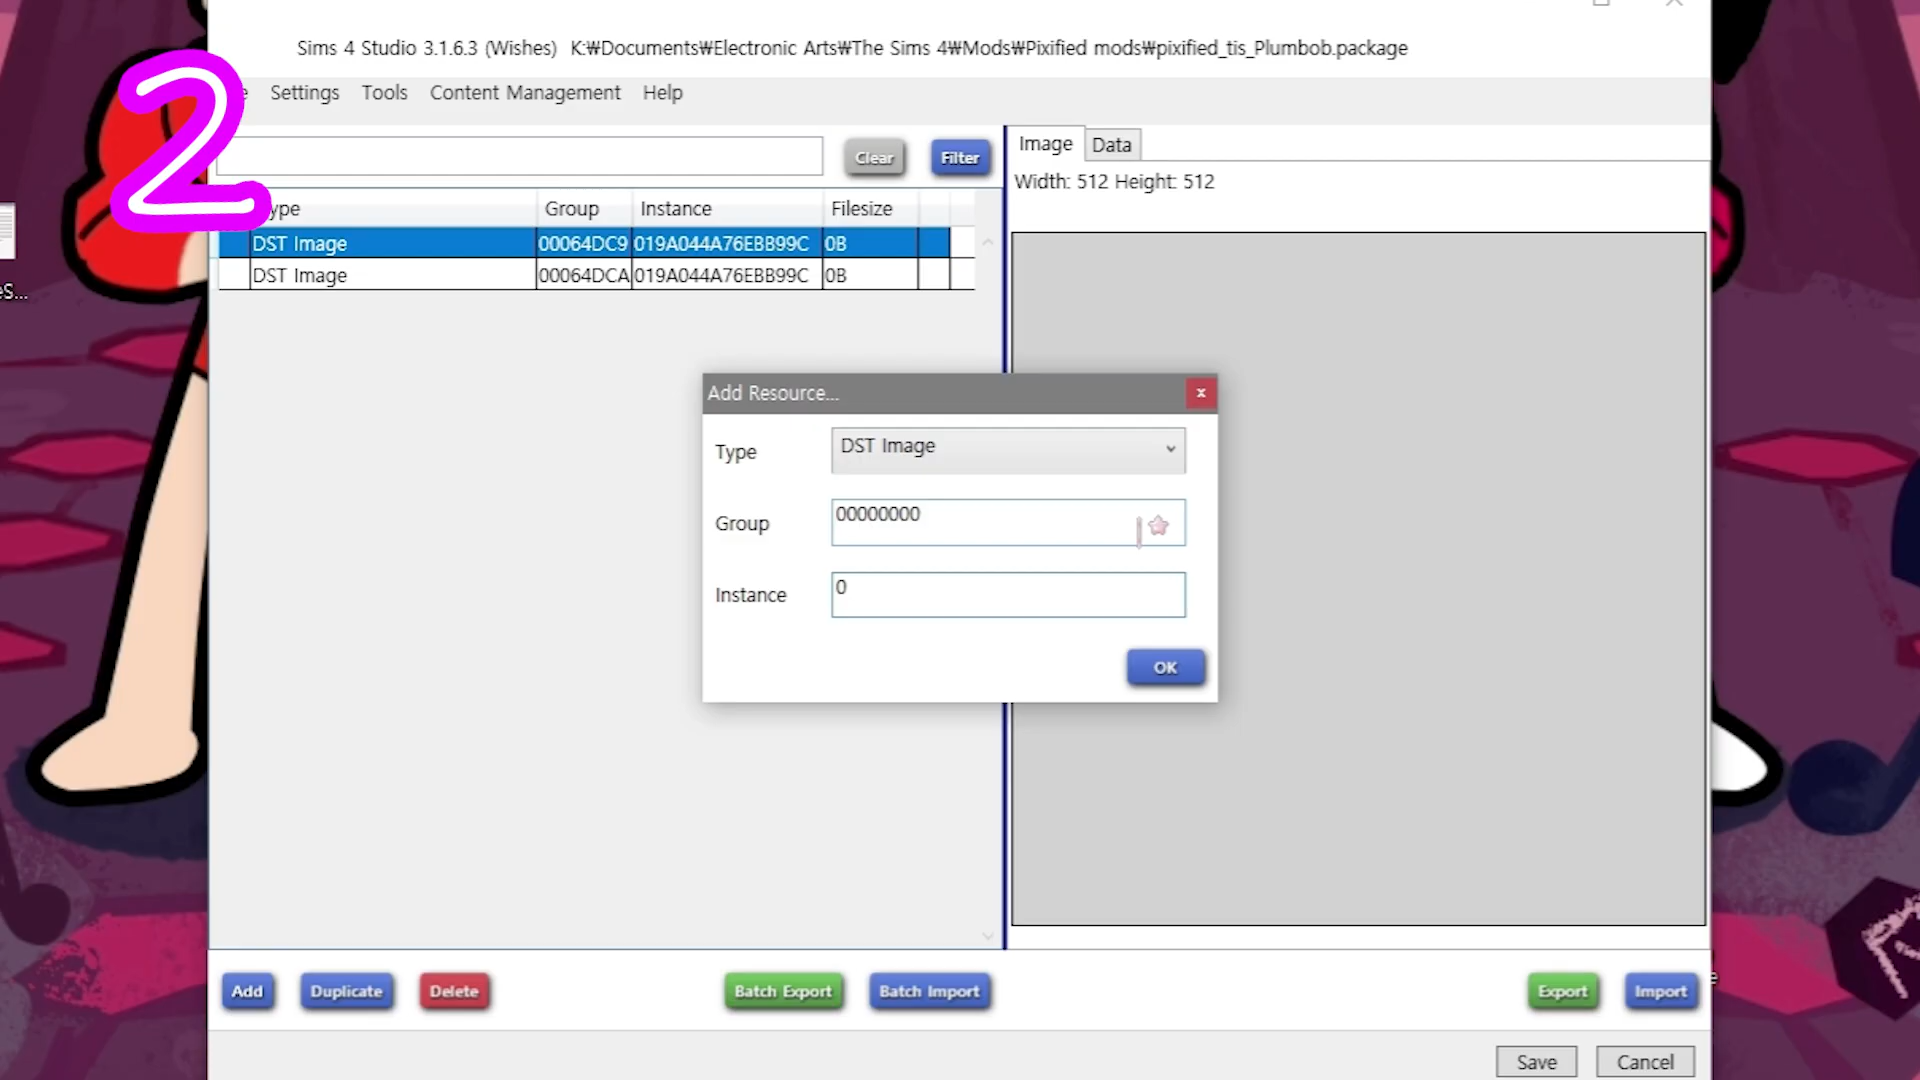 Sims 4 Studio 3.1.6.3 (Wishes) K:₩Documents₩Electronic Arts₩The Sims 4₩Mods₩Pixified mods₩pixified_tis_Plumbob.package
2
e Settings Tools Content Management Help
Clear Filter
Image Data
Width: 512 Height: 512
ype Group Instance Filesize
DST Image 00064DC9 019A044A76EBB99C 0B
DST Image 00064DCA 019A044A76EBB99C 0B
eS...
Add Resource... x
Type DST Image
Group 00000000
Instance 0
OK
Add Duplicate Delete Batch Export Batch Import Export Import
Save Cancel